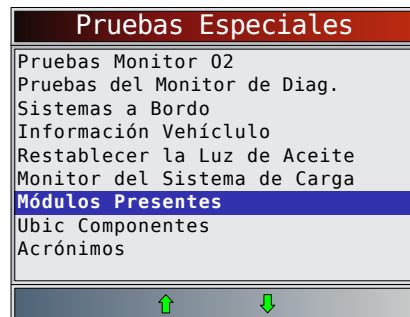 Pruebas Especiales
Pruebas Monitor O2
Pruebas del Monitor de Diag.
Sistemas a Bordo
Información Vehíclulo
Restablecer la Luz de Aceite
Monitor del Sistema de Carga
Módulos Presentes
Ubic Componentes
Acrónimos